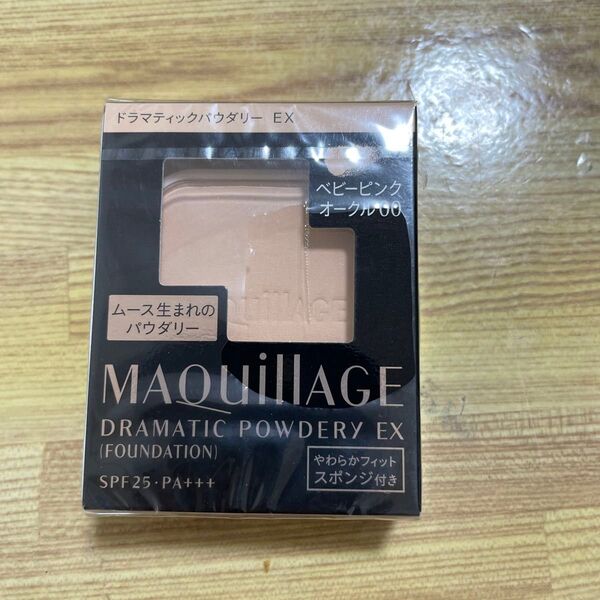 ドラマティックパウダリー EX
ベビーピンク
オークル00
MAQuillAGE
ムース生まれの
パウダリー
MAQuillAGE
DRAMATIC POWDERY EX
(FOUNDATION)
SPF25・PA+++
やわらかフィット
スポンジ付き